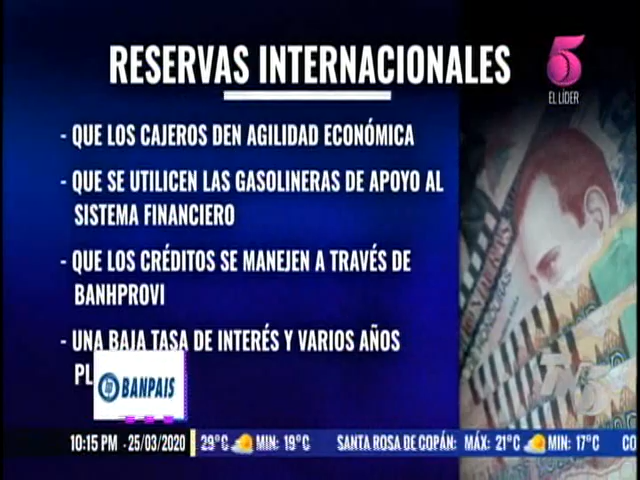 RESERVAS INTERNACIONALES
5
EL LÍDER
- QUE LOS CAJEROS DEN AGILIDAD ECONÓMICA
- QUE SE UTILICEN LAS GASOLINERAS DE APOYO AL
SISTEMA FINANCIERO
- QUE LOS CRÉDITOS SE MANEJEN A TRAVÉS DE
BANHPROVI
- UNA BAJA TASA DE INTERÉS Y VARIOS AÑOS
BANPAIS
10:15 PM - 25/03/2020 29°C MIN: 19°C SANTA ROSA DE COPÁN: MÁX: 21°C MIN: 17°C CO